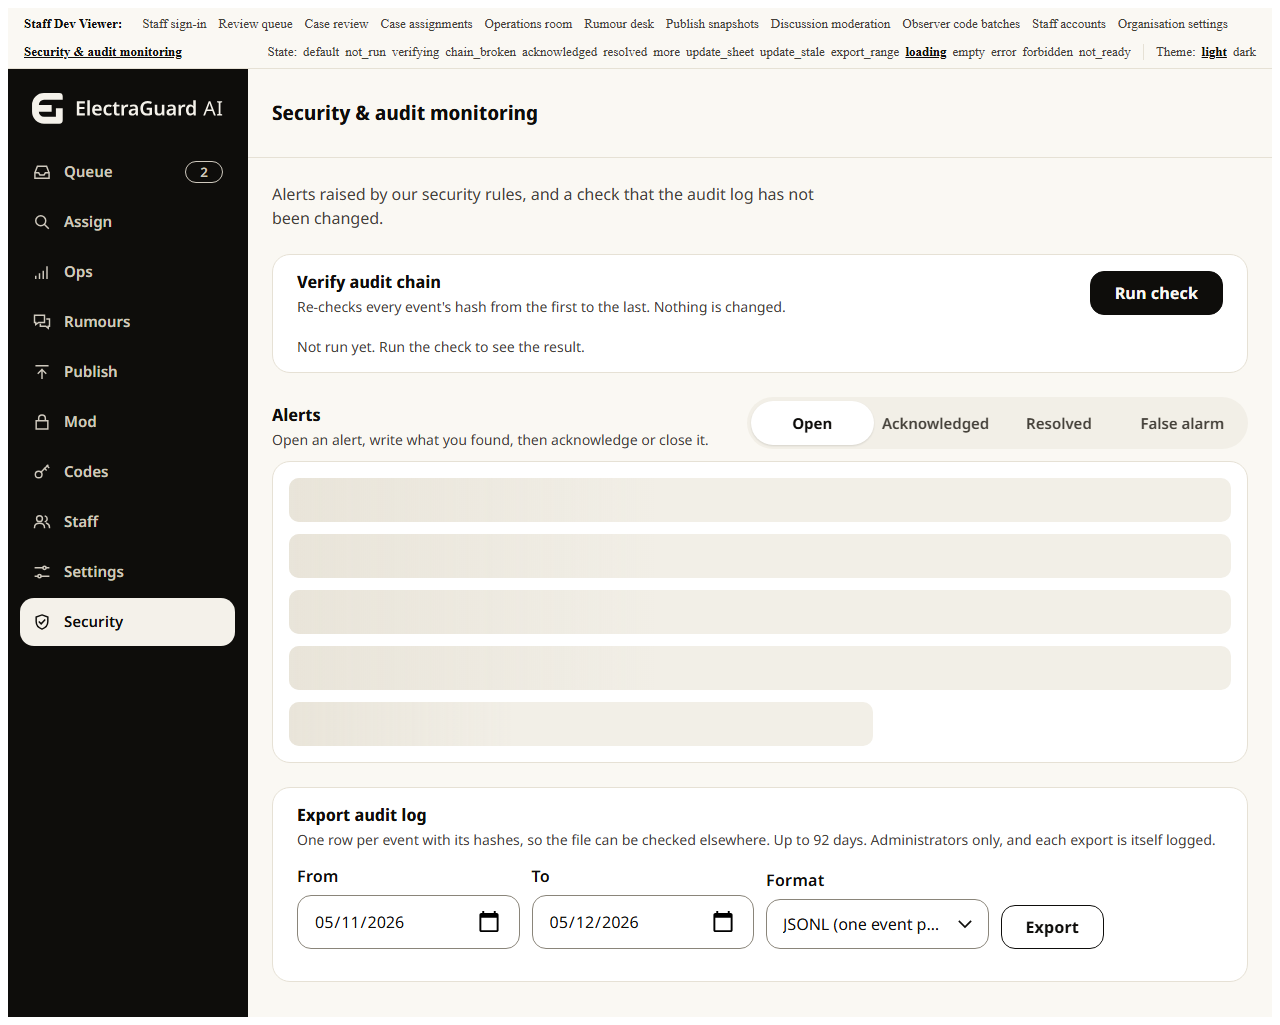 Staff Dev Viewer: Staff sign-in Review queue Case review Case assignments Operations room Rumour desk Publish snapshots Discussion moderation Observer code batches Staff accounts Organisation settings
Security & audit monitoring State: default not_run verifying chain_broken acknowledged resolved more update_sheet update_stale export_range loading empty error forbidden not_ready Theme: light dark
ElectraGuard AI
Queue 2
Assign
Ops
Rumours
Publish
Mod
Codes
Staff
Settings
Security
Security & audit monitoring
Alerts raised by our security rules, and a check that the audit log has not
been changed.
Verify audit chain
Re-checks every event's hash from the first to the last. Nothing is changed.
Run check
Not run yet. Run the check to see the result.
Alerts
Open an alert, write what you found, then acknowledge or close it.
Open Acknowledged Resolved False alarm
Export audit log
One row per event with its hashes, so the file can be checked elsewhere. Up to 92 days. Administrators only, and each export is itself logged.
From To Format
05/11/2026 05/12/2026 JSONL (one event p... Export